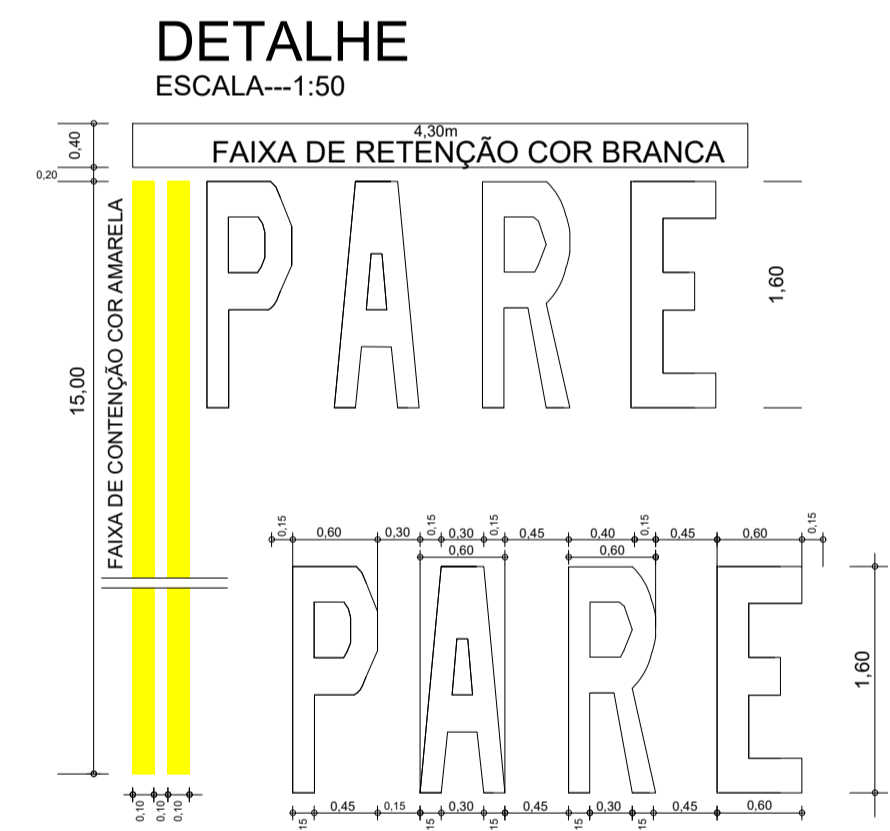 DETALHE
ESCALA---1:50
4,30m
FAIXA DE RETENÇÃO COR BRANCA
0,40
0,20
15,00
FAIXA DE CONTENÇÃO COR AMARELA
PARE
1,60
0,15 0,60 0,30 0,15 0,30 0,15 0,45 0,40 0,15 0,45 0,60 0,15
0,60 0,60
PARE
1,60
0,10 0,10 0,10
15 0,45 0,15 15 0,30 15 0,45 15 0,30 15 0,45 0,60